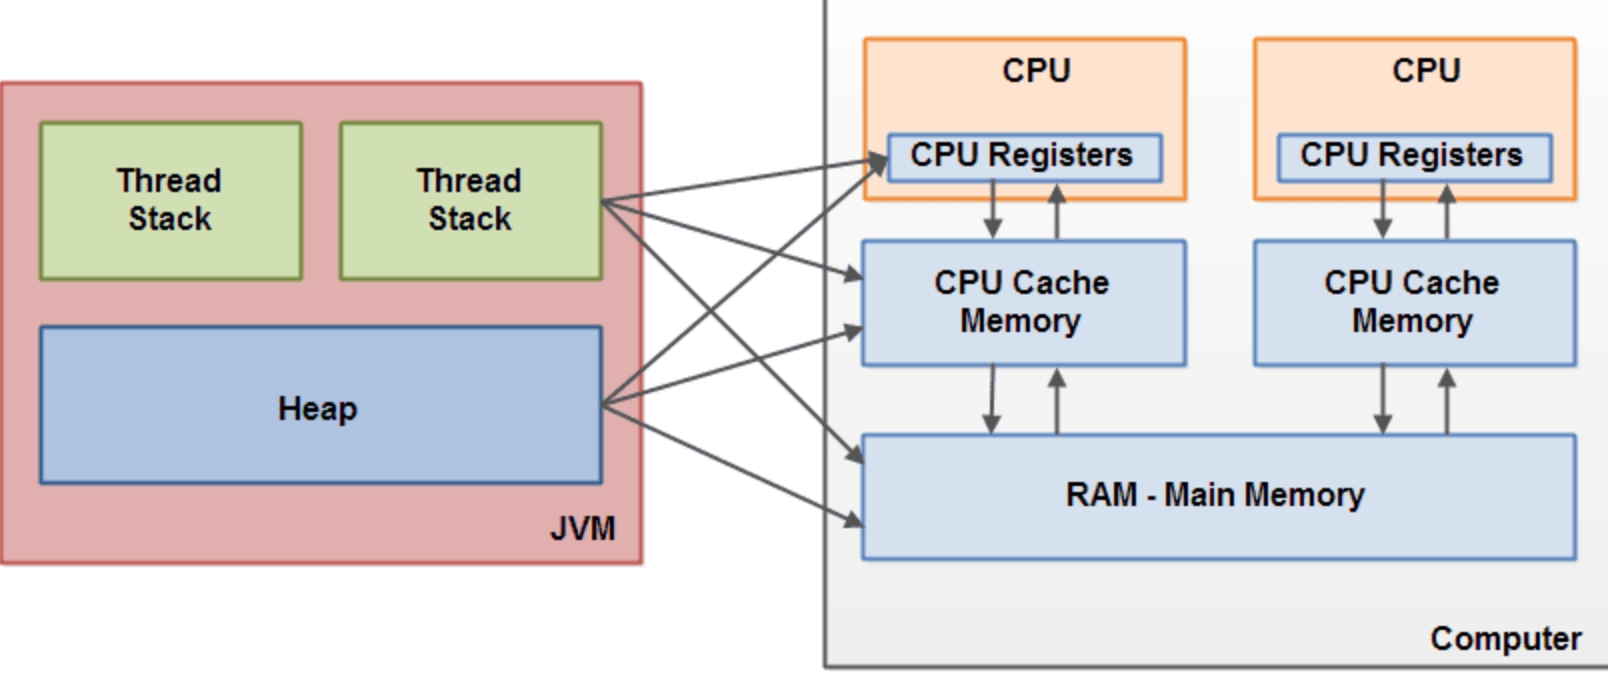 Thread
Stack
Thread
Stack
Heap
JVM
CPU
CPU Registers
CPU Cache
Memory
CPU
CPU Registers
CPU Cache
Memory
RAM - Main Memory
Computer